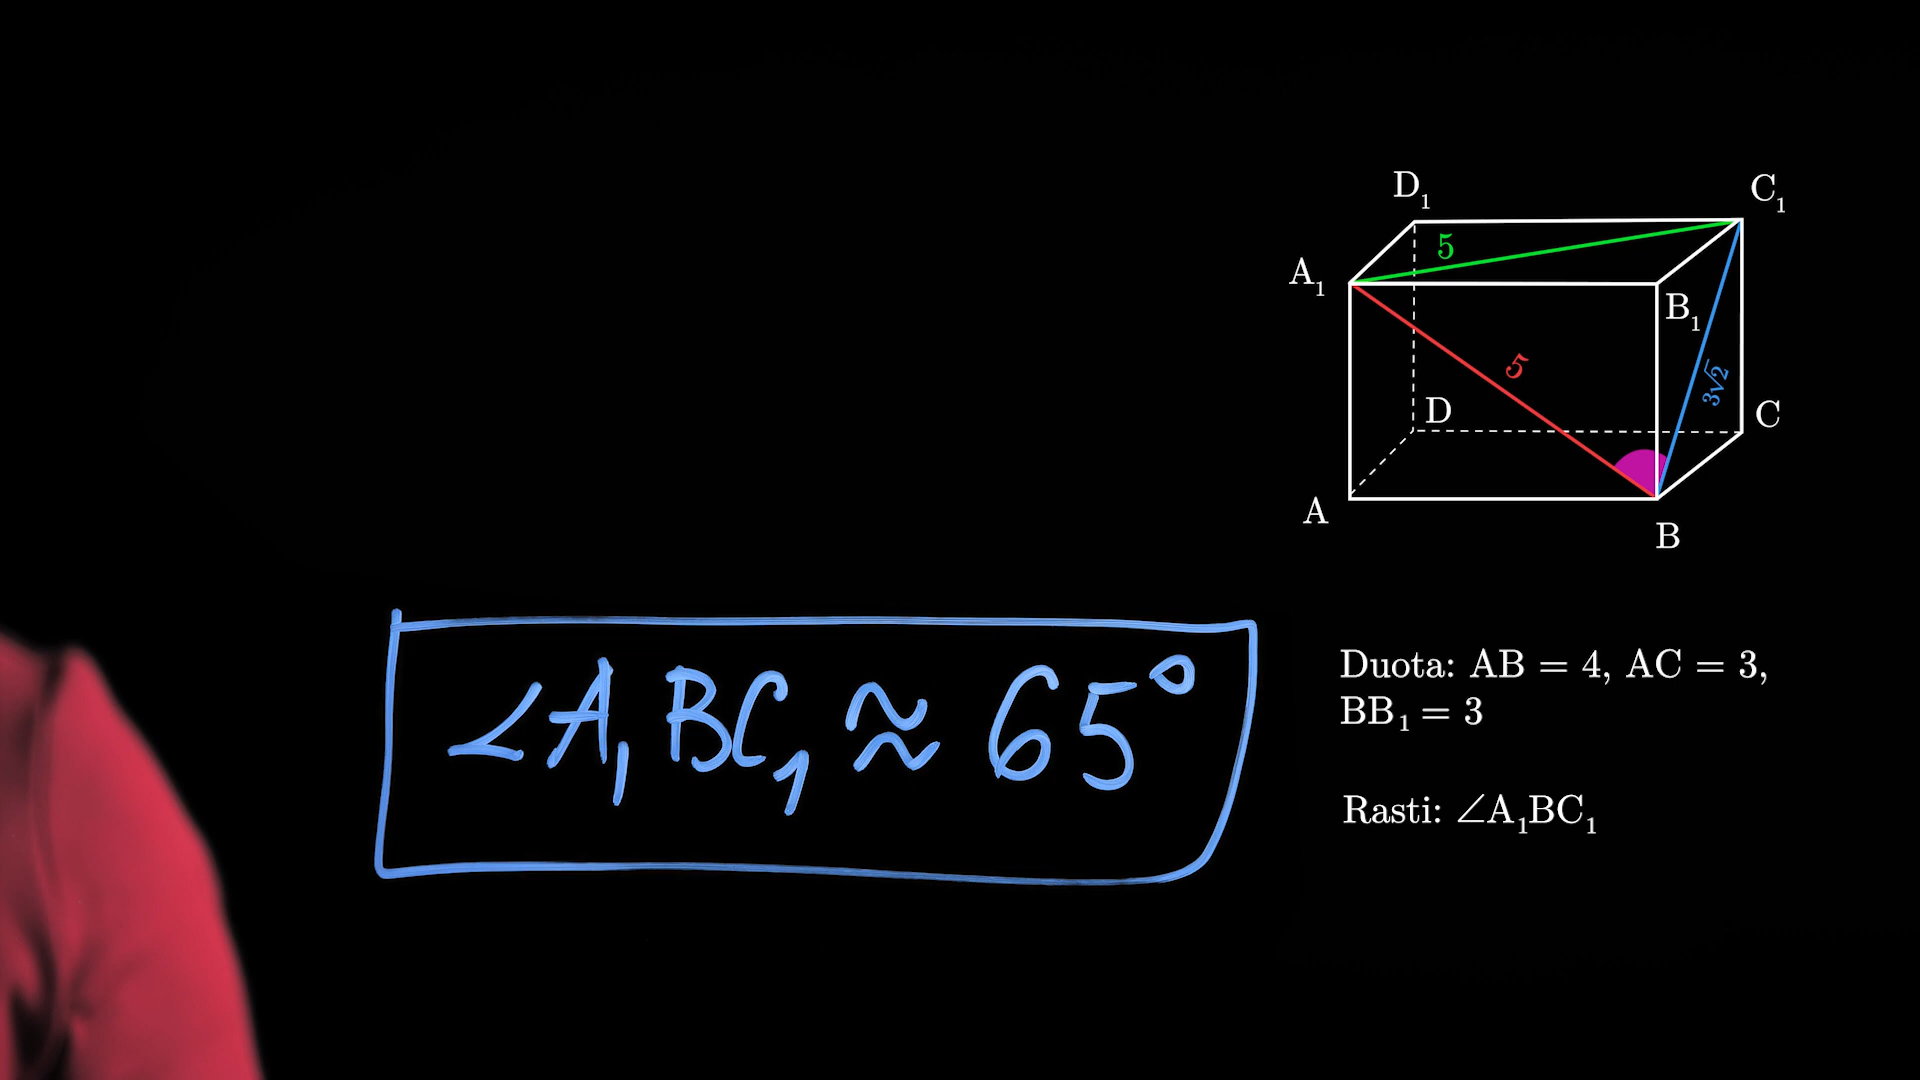 D₁
C₁
5
A₁
B₁
5
3√2
D
C
A
B
∠A₁BC₁ ≈ 65°
Duota: AB = 4, AC = 3,
BB₁ = 3
Rasti: ∠A₁BC₁